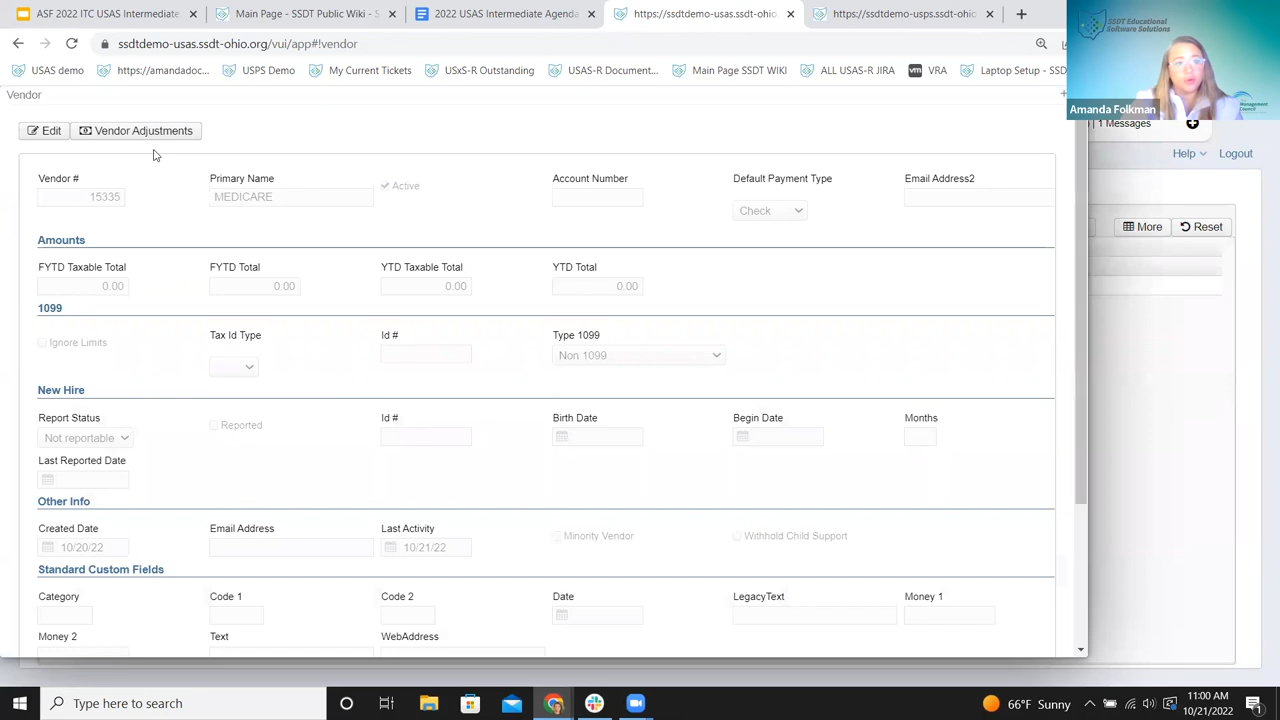 ASF 2022 ITC USAS Intermediate
Main Page - SSDT Public Wiki - S
2022 USAS Intermediate Agenda
https://ssdtdemo-usas.ssdt-ohio
https://ssdtdemo-usps.ssdt-ohio.
ssdtdemo-usas.ssdt-ohio.org/vui/app#!vendor
USAS demo
https://amandadoc...
USPS Demo
My Current Tickets
USxS-R Outstanding
USAS-R Document...
Main Page SSDT WIKI
ALL USAS-R JIRA
vm
VRA
Laptop Setup - SSD
SSDT Educational
Software Solutions
Management
Council
Amanda Folkman
Vendor
| 1 Messages
Help
Logout
Edit
Vendor Adjustments
Vendor #
Primary Name
Active
Account Number
Default Payment Type
Email Address2
15335
MEDICARE
Check
More
Reset
Amounts
FYTD Taxable Total
FYTD Total
YTD Taxable Total
YTD Total
0.00
0.00
0.00
0.00
1099
Ignore Limits
Tax Id Type
Id #
Type 1099
Non 1099
New Hire
Report Status
Reported
Id #
Birth Date
Begin Date
Months
Not reportable
Last Reported Date
Other Info
Created Date
Email Address
Last Activity
Minority Vendor
Withhold Child Support
10/20/22
10/21/22
Standard Custom Fields
Category
Code 1
Code 2
Date
LegacyText
Money 1
Money 2
Text
WebAddress
Type here to search
66°F Sunny
11:00 AM
10/21/2022
1